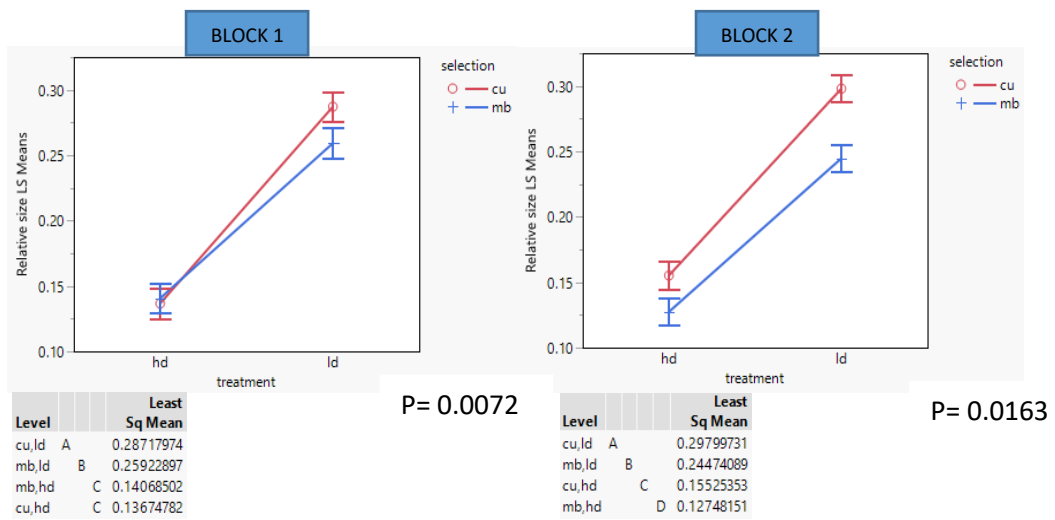 BLOCK 1
Relative size LS Means
0.30
0.25
0.20
0.15
0.10
hd
ld
treatment
selection
cu
mb
P= 0.0072
Level Least Sq Mean
cu,ld A 0.28717974
mb,ld B 0.25922897
mb,hd C 0.14068502
cu,hd C 0.13674782
BLOCK 2
Relative size LS Means
0.30
0.25
0.20
0.15
0.10
hd
ld
treatment
selection
cu
mb
P= 0.0163
Level Least Sq Mean
cu,ld A 0.29799731
mb,ld B 0.24474089
cu,hd C 0.15525353
mb,hd D 0.12748151